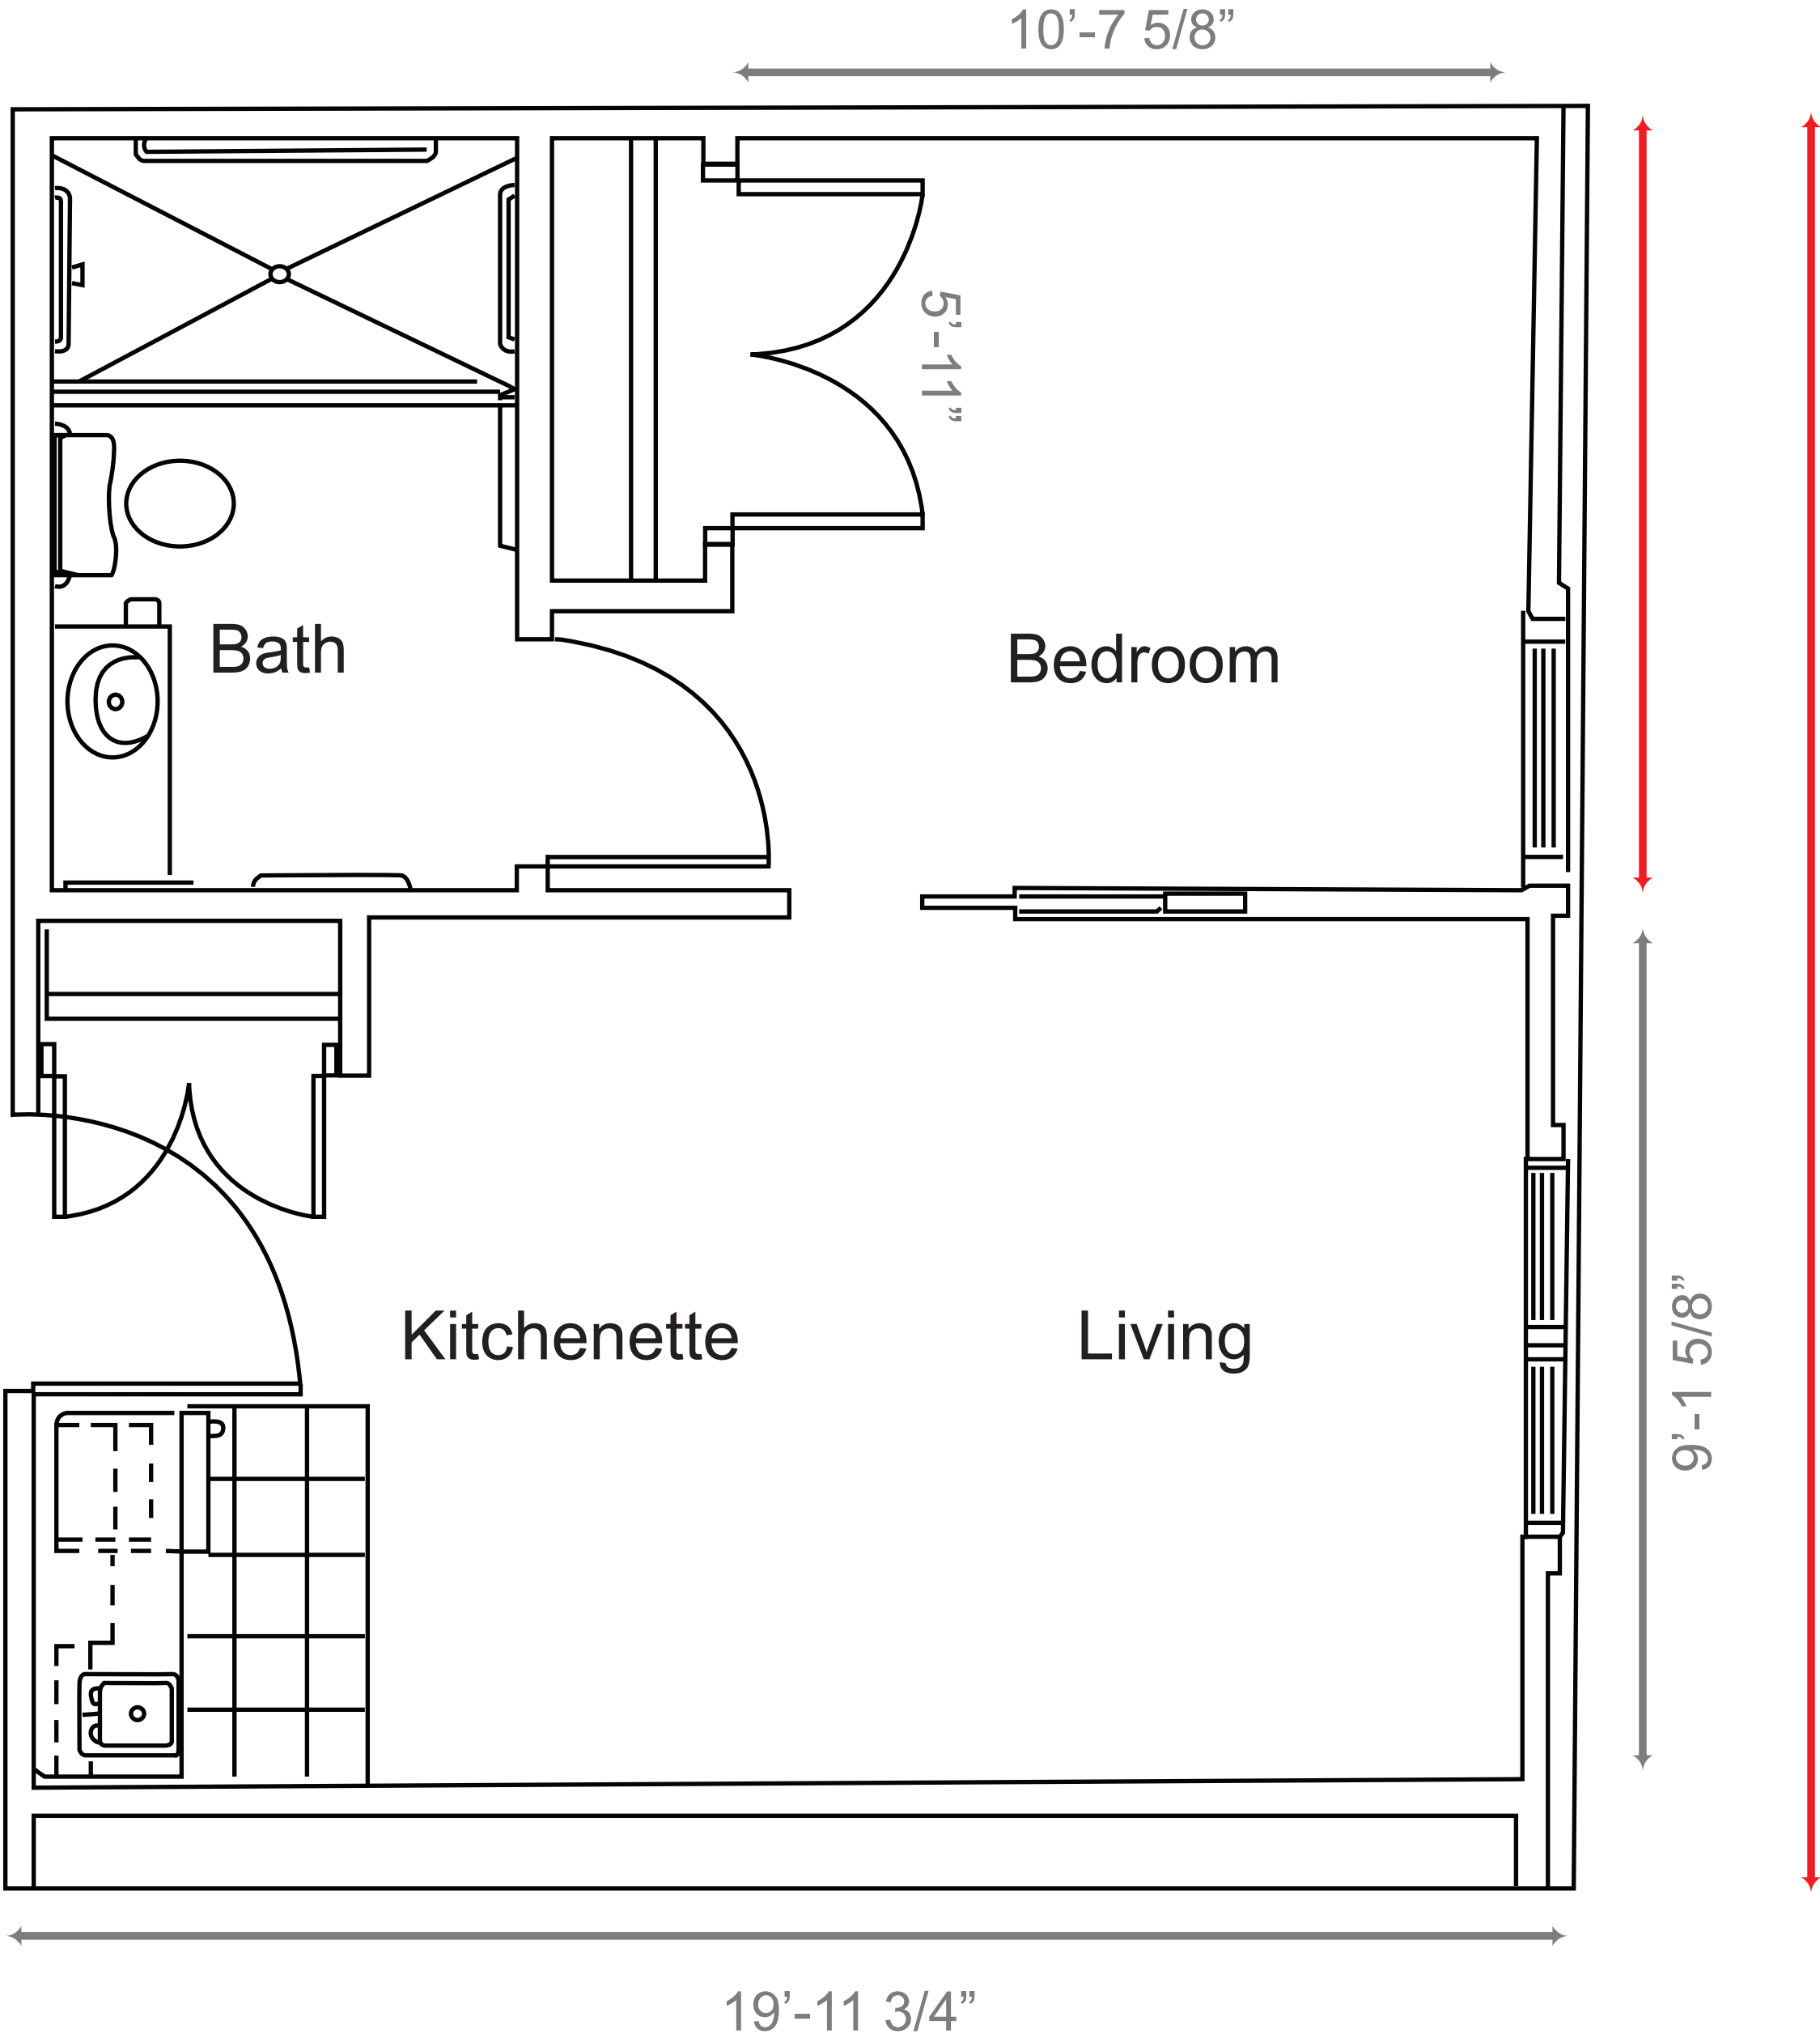 10’-7 5/8”
5’-11”
Bath
Bedroom
Kitchenette
Living
9’-1 5/8”
19’-11 3/4”